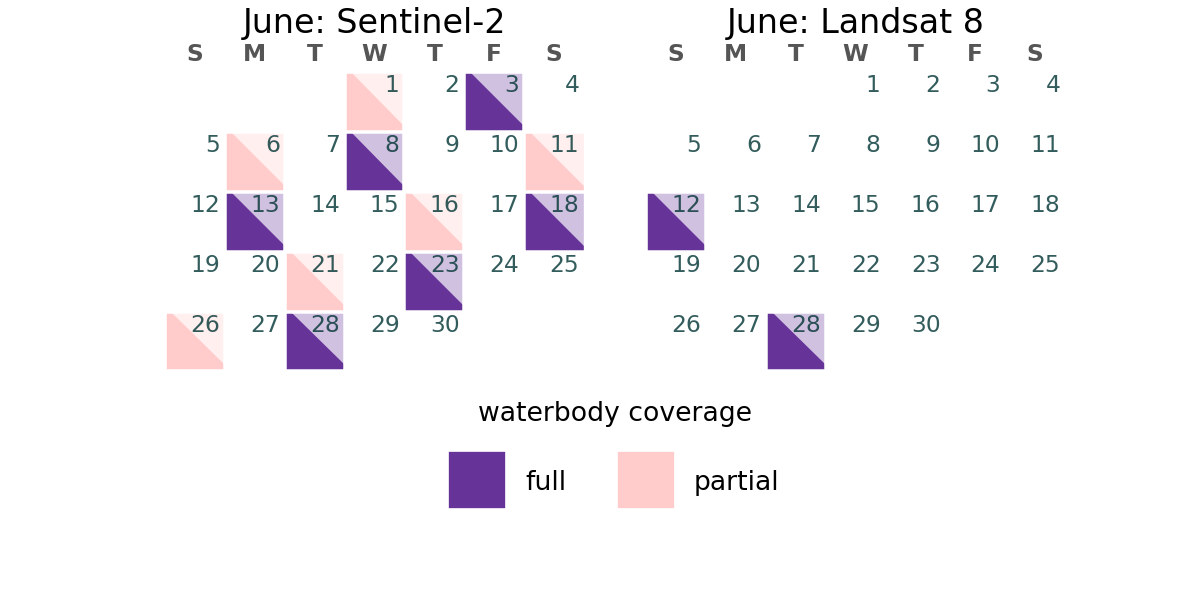 June: Sentinel-2
S M T W T F S
1 2 3 4
5 6 7 8 9 10 11
12 13 14 15 16 17 18
19 20 21 22 23 24 25
26 27 28 29 30
June: Landsat 8
S M T W T F S
1 2 3 4
5 6 7 8 9 10 11
12 13 14 15 16 17 18
19 20 21 22 23 24 25
26 27 28 29 30
waterbody coverage
full partial